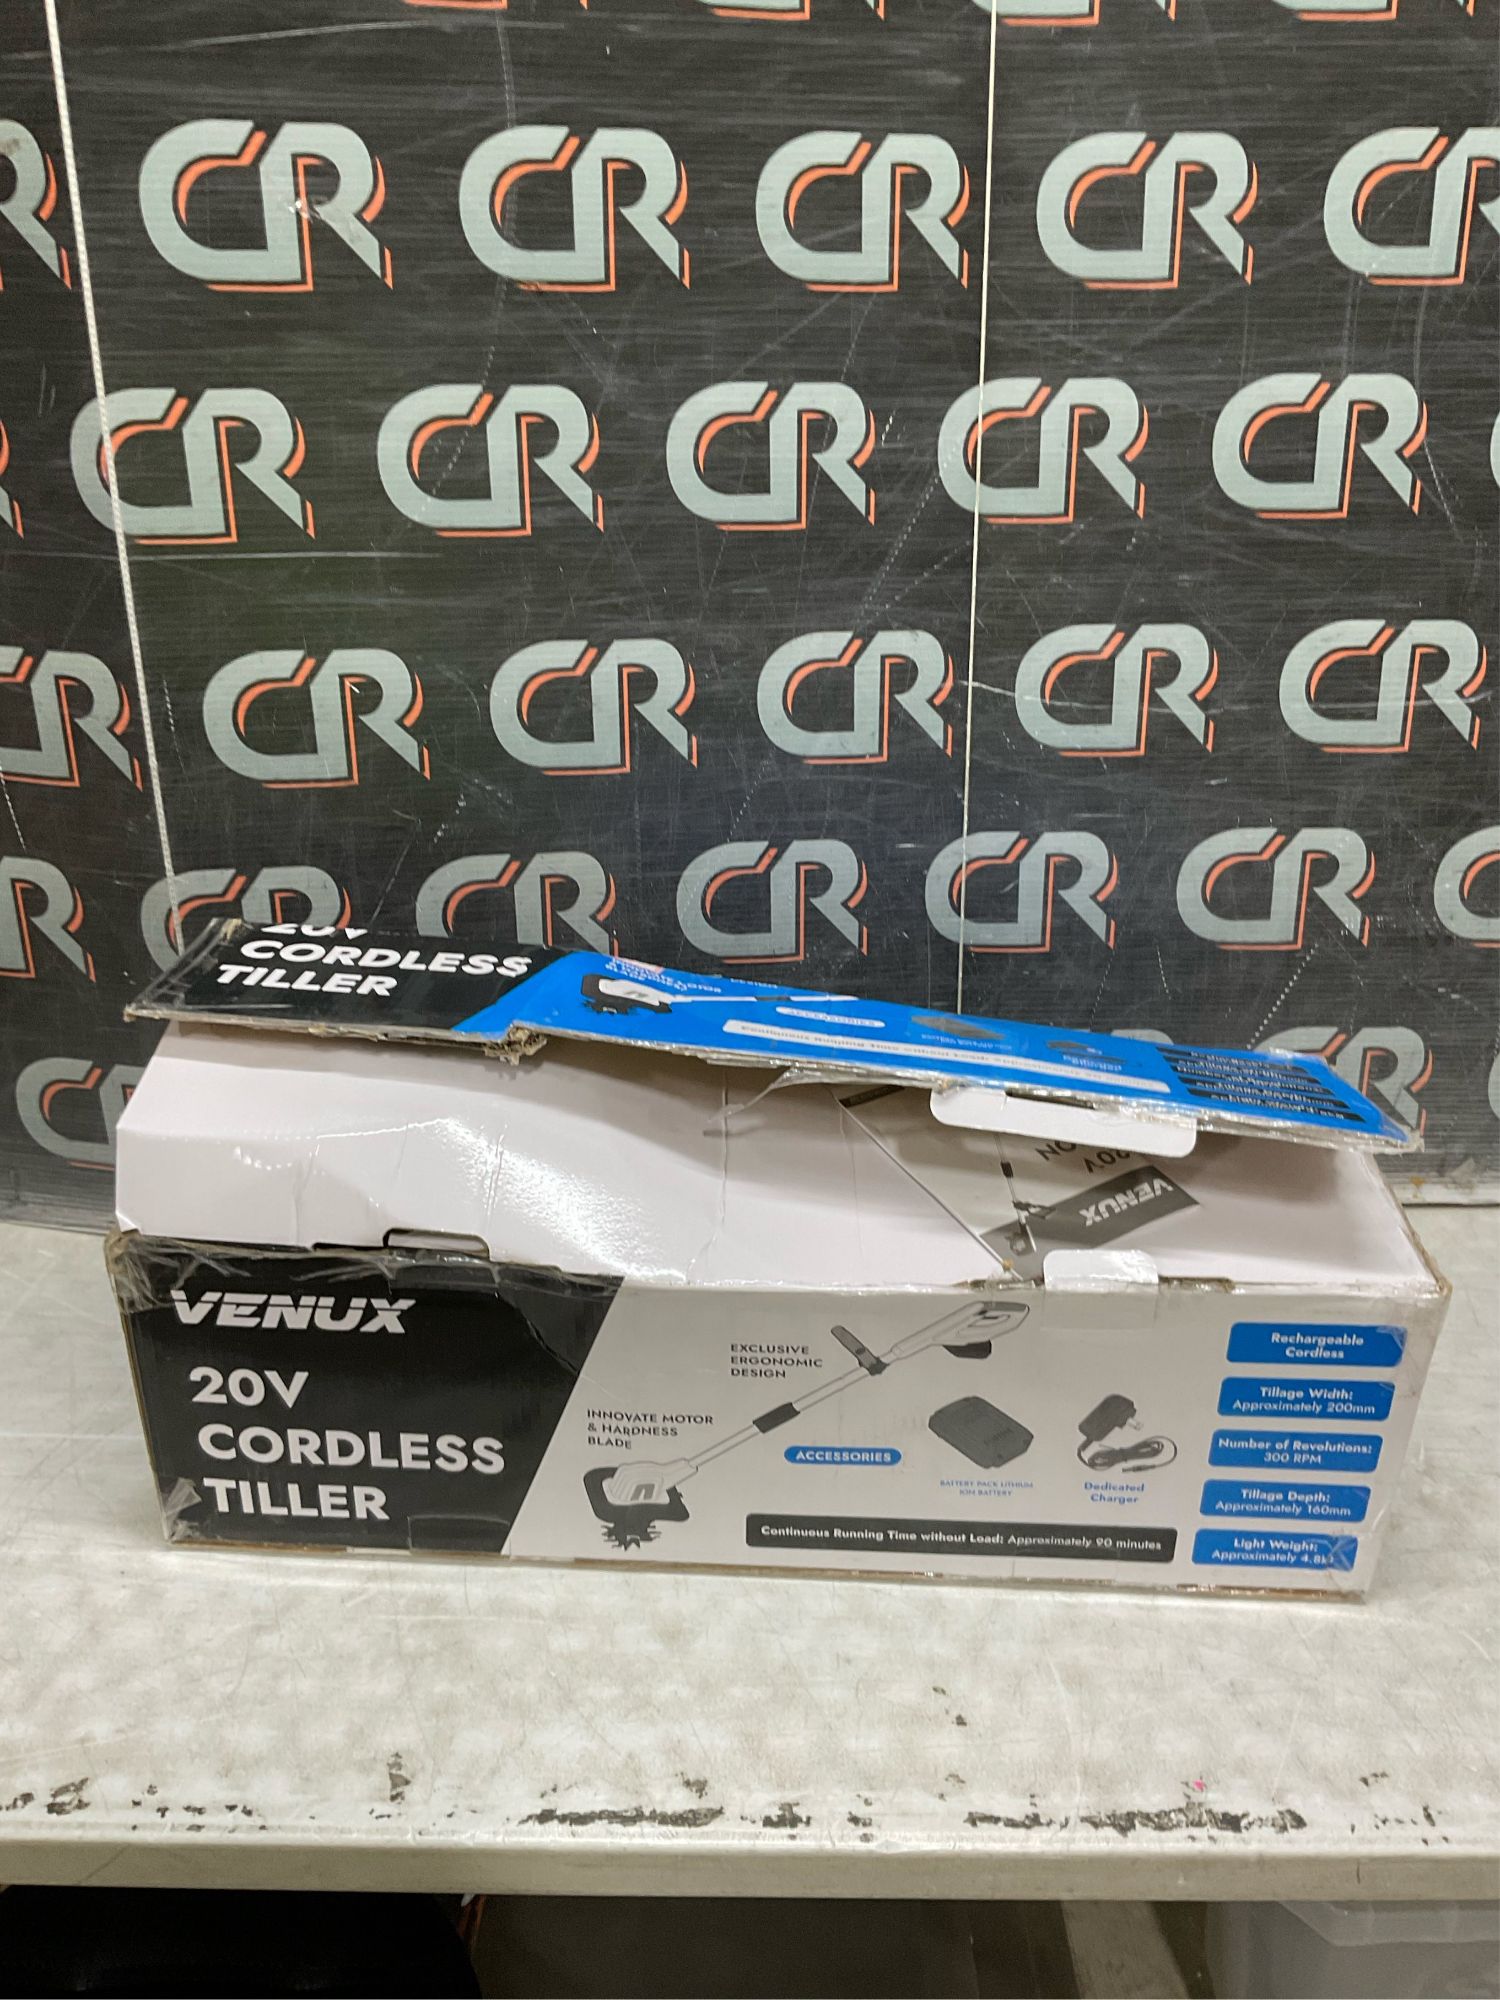 CR CR CR CR CR
CR CR CR CR CR
CR CR CR CR CR
CR CR CR CR CR
CORDLESS
TILLER
ACCESSORIES
20V
VENUX
VENUX
20V
CORDLESS
TILLER
EXCLUSIVE
ERGONOMIC
DESIGN
INNOVATE MOTOR
& HARDNESS
BLADE
ACCESSORIES
BATTERY PACK LITHIUM
ION BATTERY
Dedicated
Charger
Continuous Running Time without Load: Approximately 90 minutes
Rechargeable
Cordless
Tillage Width:
Approximately 200mm
Number of Revolutions:
300 RPM
Tillage Depth:
Approximately 160mm
Light Weight:
Approximately